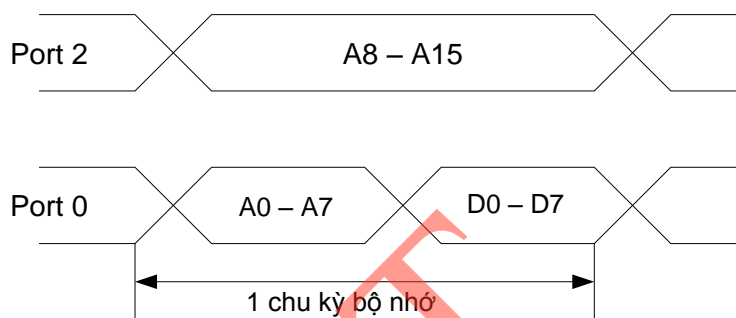 Port 2 A8 – A15
Port 0 A0 – A7 D0 – D7
1 chu kỳ bộ nhớ
T